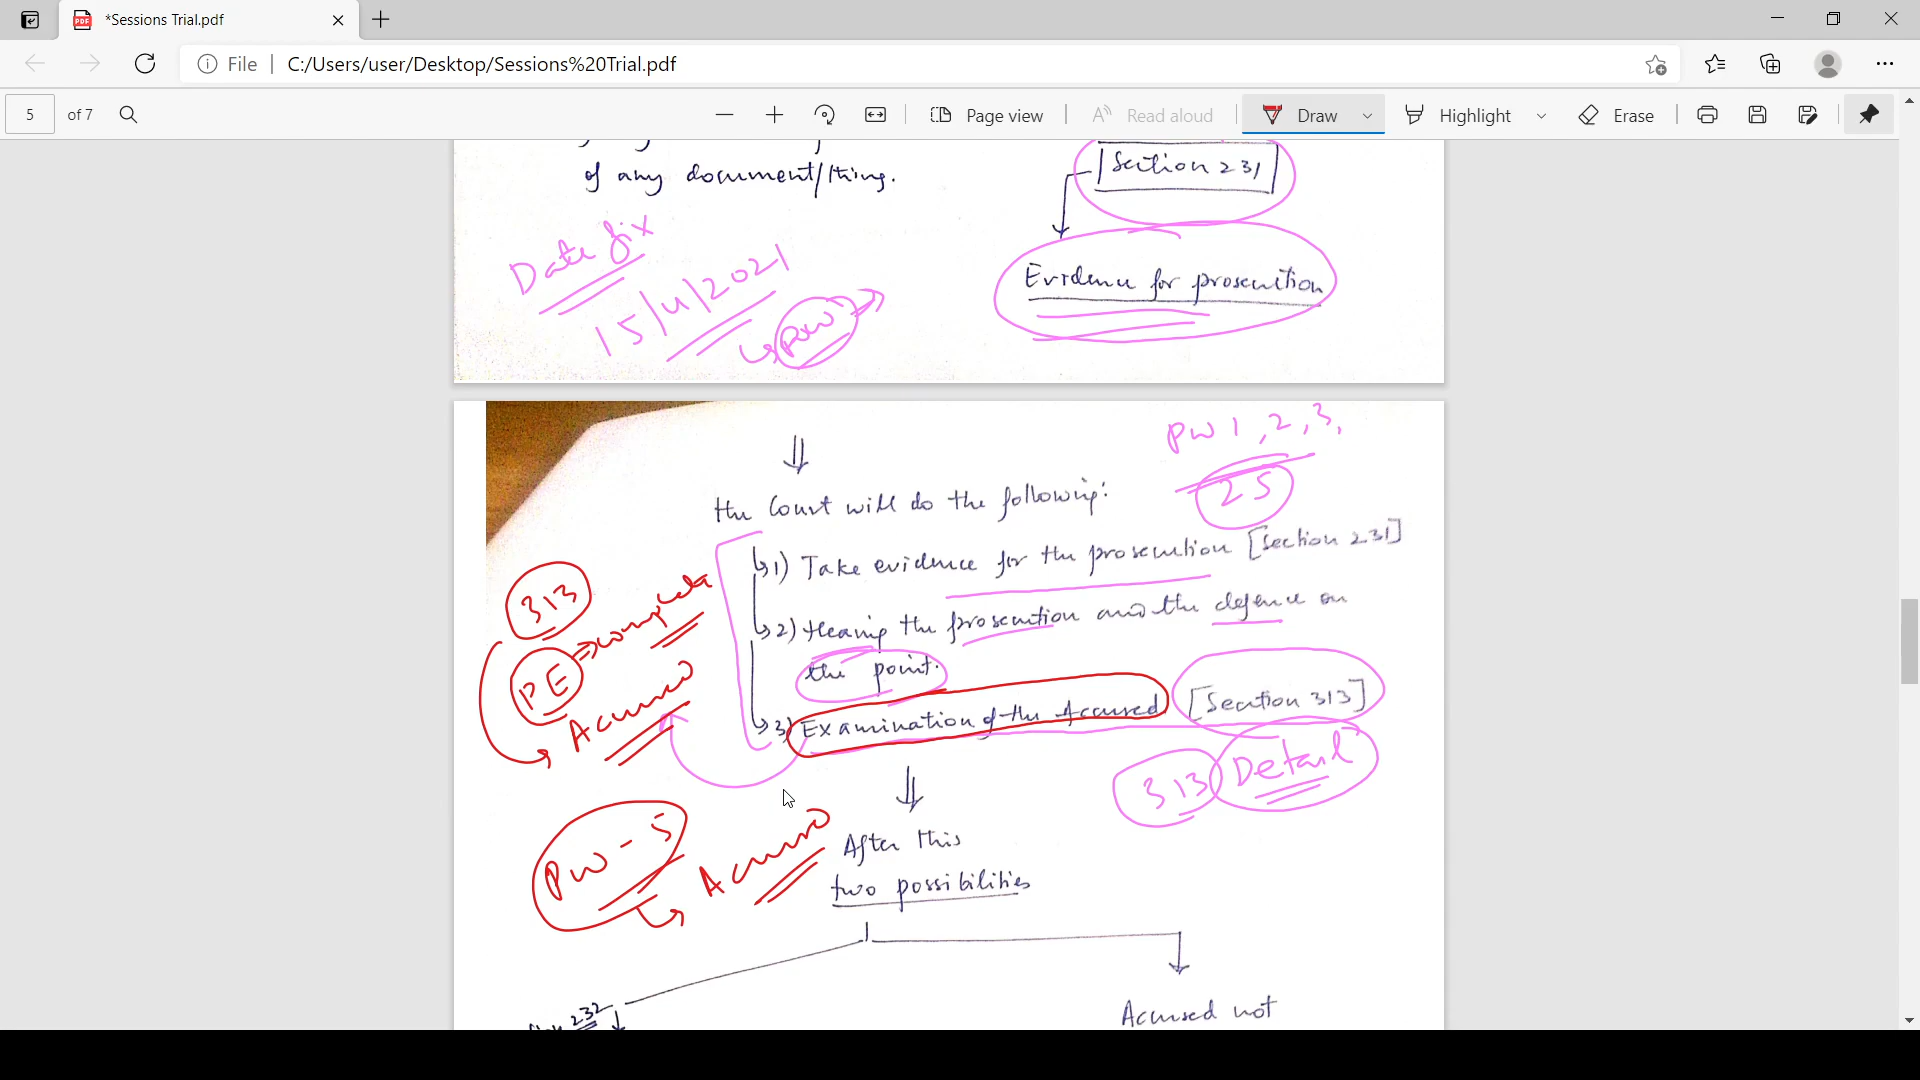 *Sessions Trial.pdf
File C:/Users/user/Desktop/Sessions%20Trial.pdf
5 of 7 Page view Read aloud Draw Highlight Erase
of any document/thing.
[Section 231]
Date fix
15/4/2021
PW
Evidence for prosecution
PW 1, 2, 3,
25
the Court will do the following:
1) Take evidence for the prosecution [Section 231]
2) Hearing the prosecution and the defence on
the point.
3) Examination of the Accused [Section 313]
313
PE complete
Accused
313 Detail
PW-5
Accused
After this
two possibilities
232
Accused not